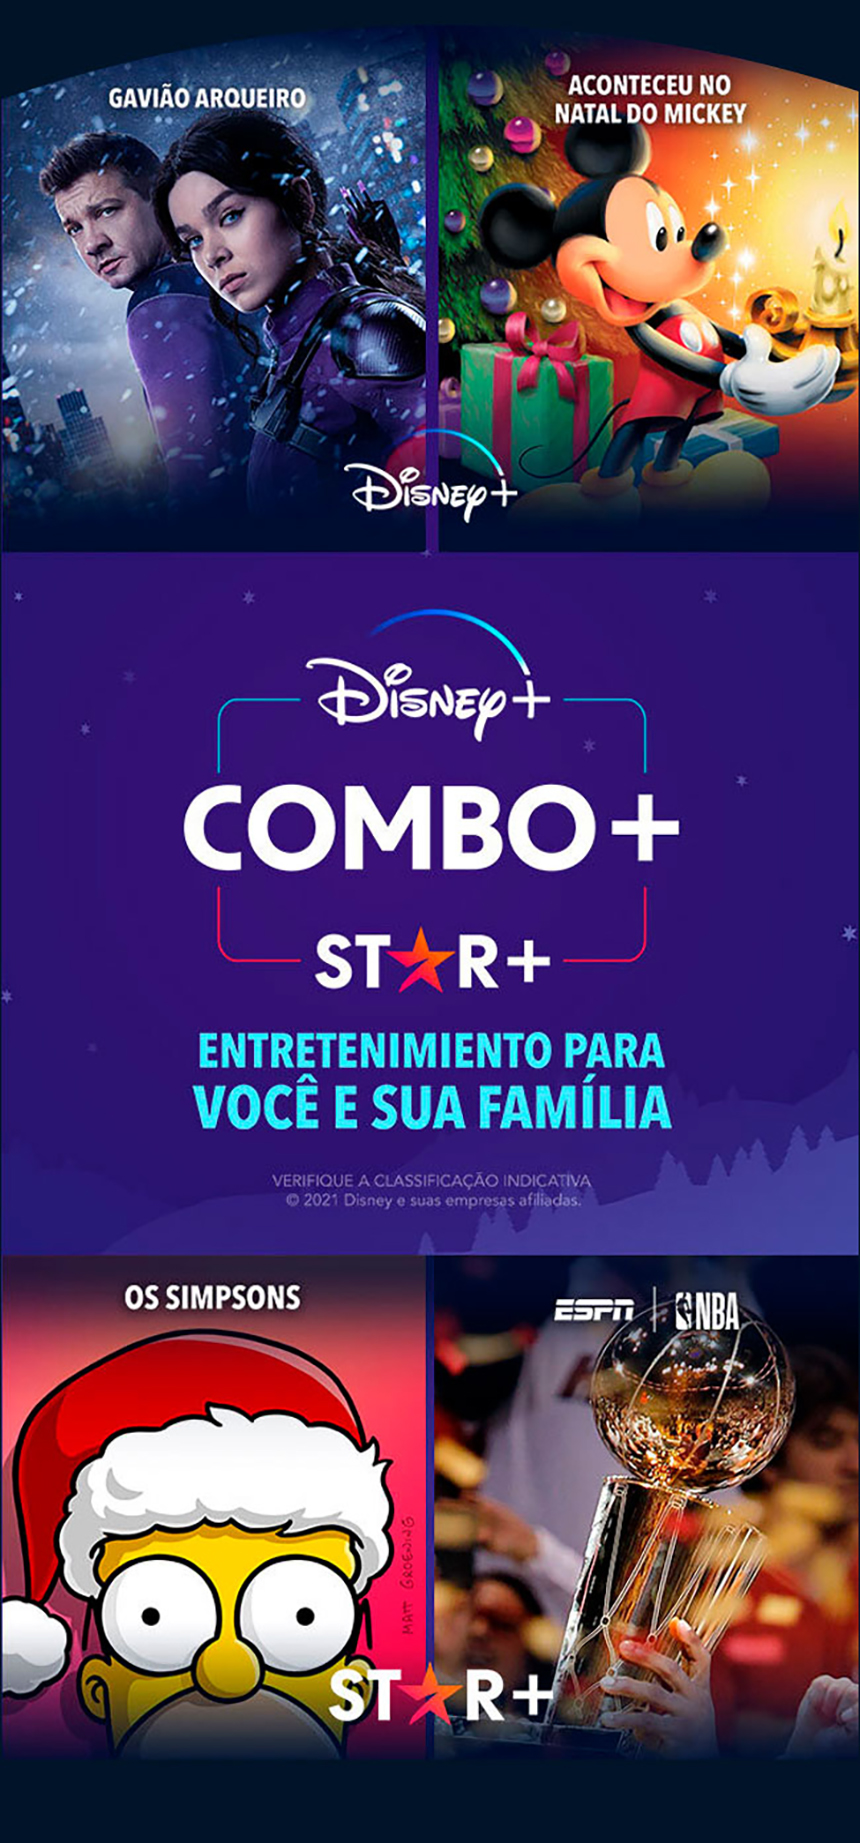 GAVIÃO ARQUEIRO
ACONTECEU NO
NATAL DO MICKEY
Disney+
Disney+
COMBO+
STAR+
ENTRETENIMIENTO PARA
VOCÊ E SUA FAMÍLIA
VERIFIQUE A CLASSIFICAÇÃO INDICATIVA
© 2021 Disney e suas empresas afiliadas.
OS SIMPSONS
ESPN | NBA
MATT GROENING
STAR+